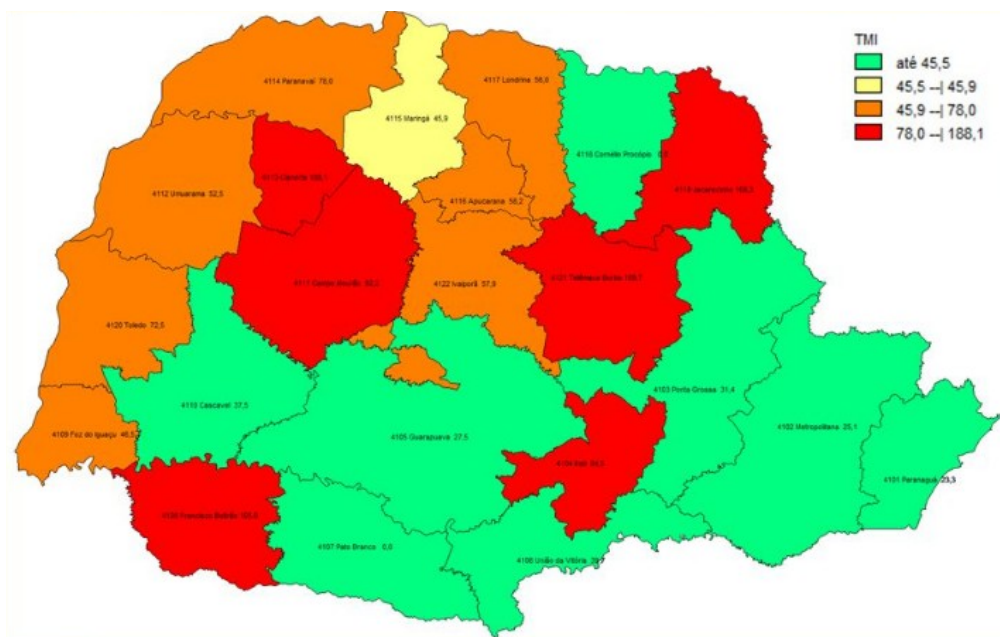 TMI
até 45,5
45,5 --| 45,9
45,9 --| 78,0
78,0 --| 188,1
4114 Paranavaí 78,0
4117 Londrina 56,8
4115 Maringá 45,9
4118 Cornélio Procópio
4112 Umuarama 52,5
4116 Apucarana 58,2
4122 Ivaiporã 57,9
4120 Toledo 72,5
4103 Ponta Grossa 31,4
4110 Cascavel 37,5
4102 Metropolitana 25,1
4109 Foz do Iguaçu 46,5
4105 Guarapuava 27,5
4101 Paranaguá 23,3
4107 Pato Branco 0,0
União da Vitória